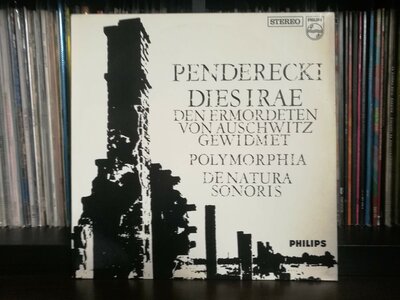 STEREO
PHILIPS
PENDERECKI
DIES IRAE
DEN ERMORDETEN
VON AUSCHWITZ
GEWIDMET
POLYMORPHIA
DE NATURA
SONORIS
PHILIPS